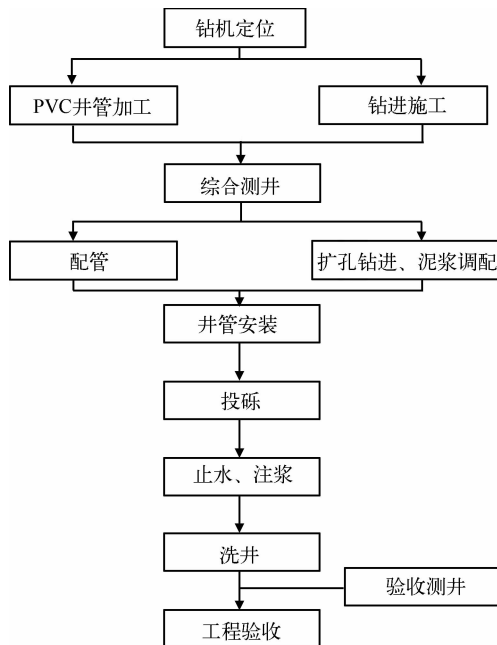 钻机定位
PVC井管加工
钻进施工
综合测井
配管
扩孔钻进、泥浆调配
井管安装
投砾
止水、注浆
洗井
验收测井
工程验收